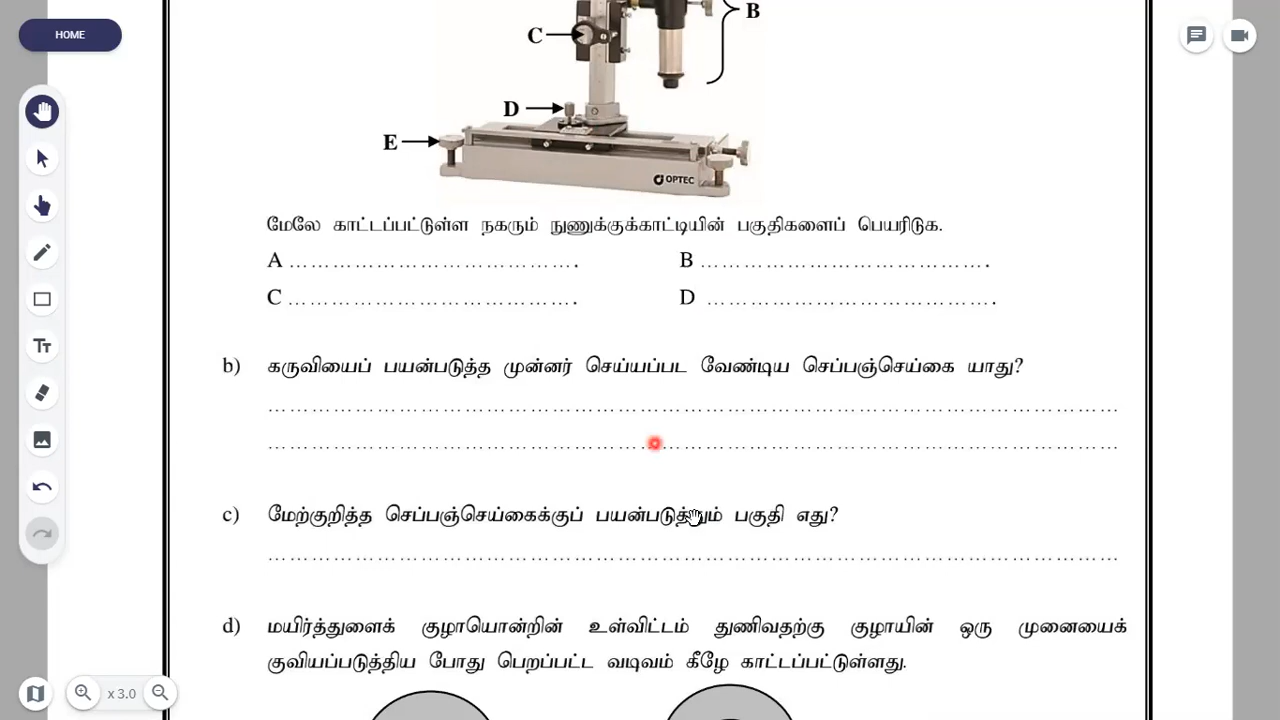 HOME
B
C
D
E
OPTEC
மேலே காட்டப்பட்டுள்ள நகரும் நுணுக்குக்காட்டியின் பகுதிகளைப் பெயரிடுக.
A ……………………………………. B …………………………………….
C ……………………………………. D …………………………………….
b) கருவியைப் பயன்படுத்த முன்னர் செய்யப்பட வேண்டிய செப்பஞ்செய்கை யாது?
……………………………………………………………………………………………………………
……………………………………………………………………………………………………………
c) மேற்குறித்த செப்பஞ்செய்கைக்குப் பயன்படுத்தும் பகுதி எது?
……………………………………………………………………………………………………………
d) மயிர்த்துளைக் குழாயொன்றின் உள்விட்டம் துணிவதற்கு குழாயின் ஒரு முனையைக்
குவியப்படுத்திய போது பெறப்பட்ட வடிவம் கீழே காட்டப்பட்டுள்ளது.
Tт
x 3.0